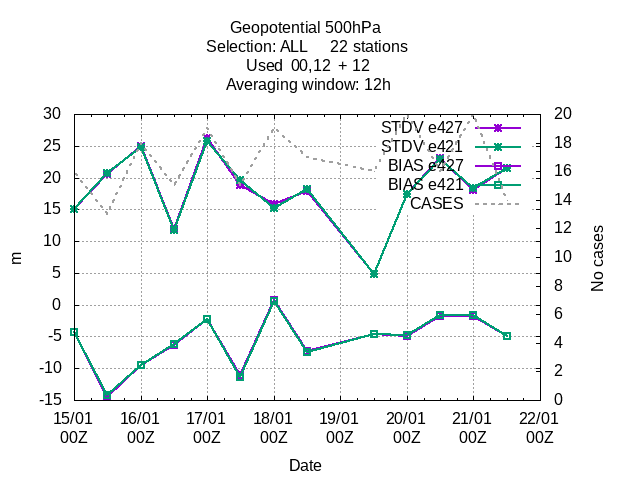 Geopotential 500hPa
Selection: ALL     22 stations
Used  00,12  + 12
Averaging window: 12h
30
25
20
15
10
5
0
-5
-10
-15
m
STDV e427
STDV e421
BIAS e427
BIAS e421
CASES
20
18
16
14
12
10
8
6
4
2
0
No cases
15/01 16/01 17/01 18/01 19/01 20/01 21/01 22/01
00Z 00Z 00Z 00Z 00Z 00Z 00Z 00Z
Date